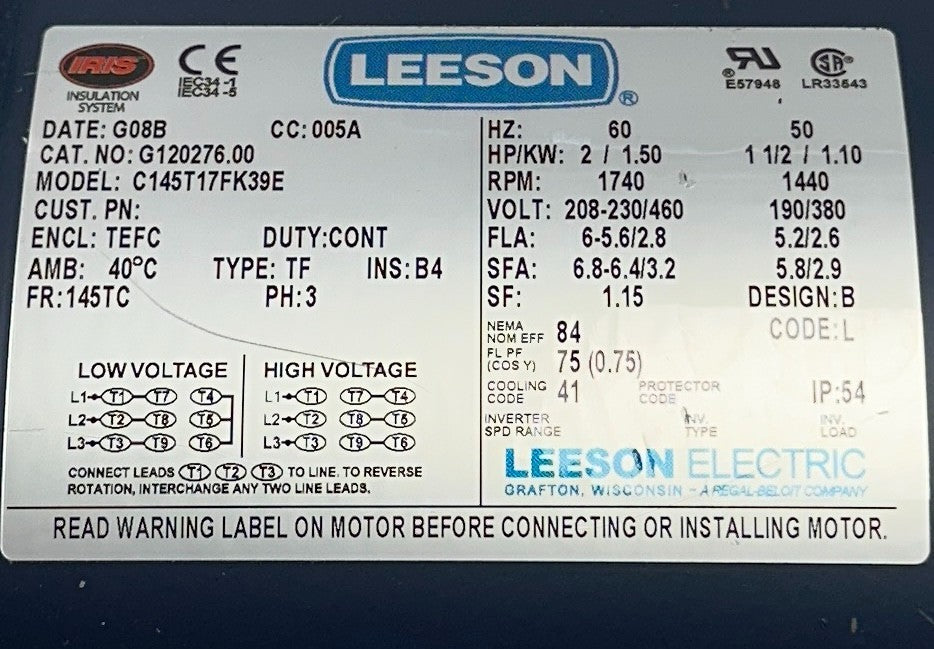 IRIS
INSULATION
SYSTEM
CE
IEC34-1
IEC34-5
LEESON®
E57948
LR33543
DATE: G08B CC: 005A
CAT. NO: G120276.00
MODEL: C145T17FK39E
CUST. PN:
ENCL: TEFC DUTY:CONT
AMB: 40°C TYPE: TF INS: B4
FR:145TC PH:3
LOW VOLTAGE
L1 T1 T7 T4
L2 T2 T8 T5
L3 T3 T9 T6
HIGH VOLTAGE
L1 T1 T7 T4
L2 T2 T8 T5
L3 T3 T9 T6
CONNECT LEADS T1 T2 T3 TO LINE. TO REVERSE
ROTATION, INTERCHANGE ANY TWO LINE LEADS.
HZ: 60 50
HP/KW: 2 / 1.50 1 1/2 / 1.10
RPM: 1740 1440
VOLT: 208-230/460 190/380
FLA: 6-5.6/2.8 5.2/2.6
SFA: 6.8-6.4/3.2 5.8/2.9
SF: 1.15 DESIGN:B
NEMA
NOM EFF 84 CODE:L
FL PF
(COS Y) 75 (0.75)
COOLING
CODE 41 PROTECTOR
CODE IP:54
INVERTER
SPD RANGE
INV.
TYPE
INV.
LOAD
LEESON ELECTRIC
GRAFTON, WISCONSIN - A REGAL-BELOIT COMPANY
READ WARNING LABEL ON MOTOR BEFORE CONNECTING OR INSTALLING MOTOR.